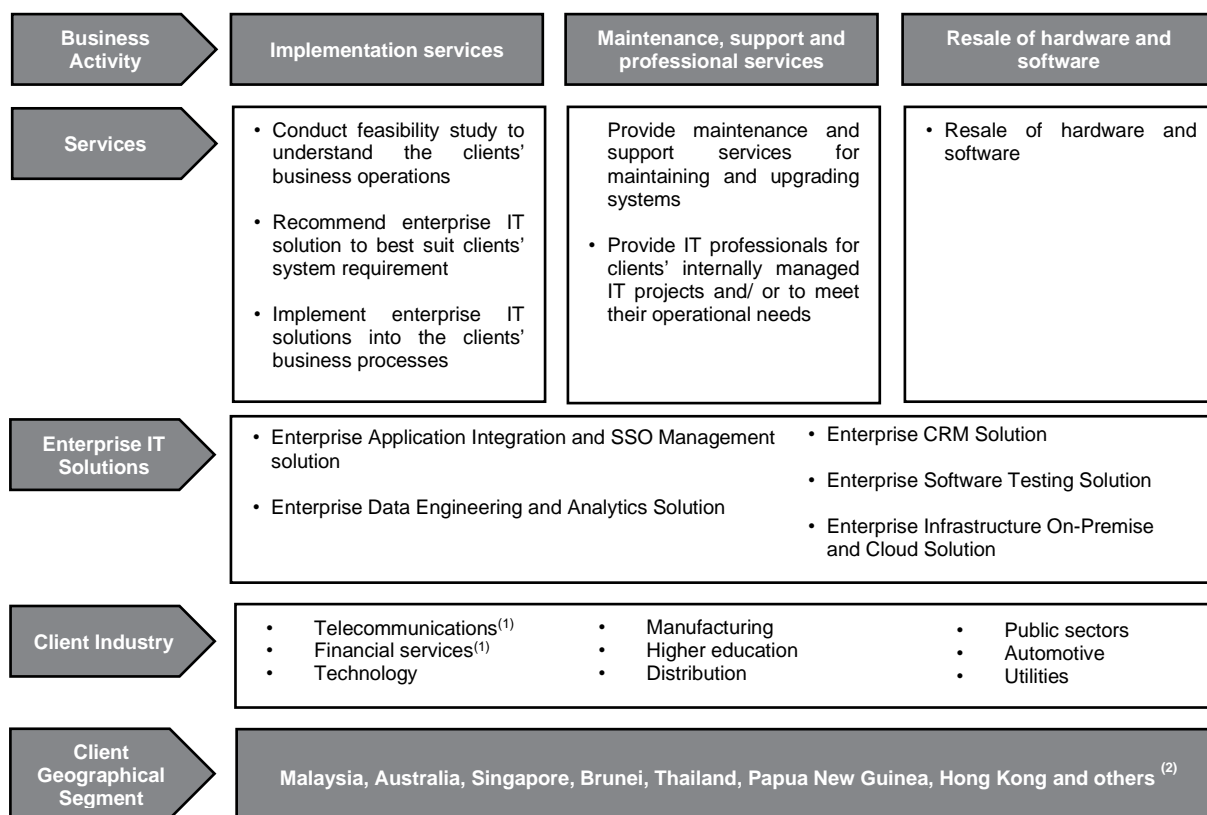 Business
Activity
Implementation services
Maintenance, support and
professional services
Resale of hardware and
software
Services
• Conduct feasibility study to
understand the clients’
business operations
• Recommend enterprise IT
solution to best suit clients’
system requirement
• Implement enterprise IT
solutions into the clients’
business processes
Provide maintenance and
support services for
maintaining and upgrading
systems
• Provide IT professionals for
clients’ internally managed
IT projects and/ or to meet
their operational needs
• Resale of hardware and
software
Enterprise IT
Solutions
• Enterprise Application Integration and SSO Management
solution
• Enterprise Data Engineering and Analytics Solution
• Enterprise CRM Solution
• Enterprise Software Testing Solution
• Enterprise Infrastructure On-Premise
and Cloud Solution
Client Industry
• Telecommunications(1)
• Financial services(1)
• Technology
• Manufacturing
• Higher education
• Distribution
• Public sectors
• Automotive
• Utilities
Client
Geographical
Segment
Malaysia, Australia, Singapore, Brunei, Thailand, Papua New Guinea, Hong Kong and others (2)